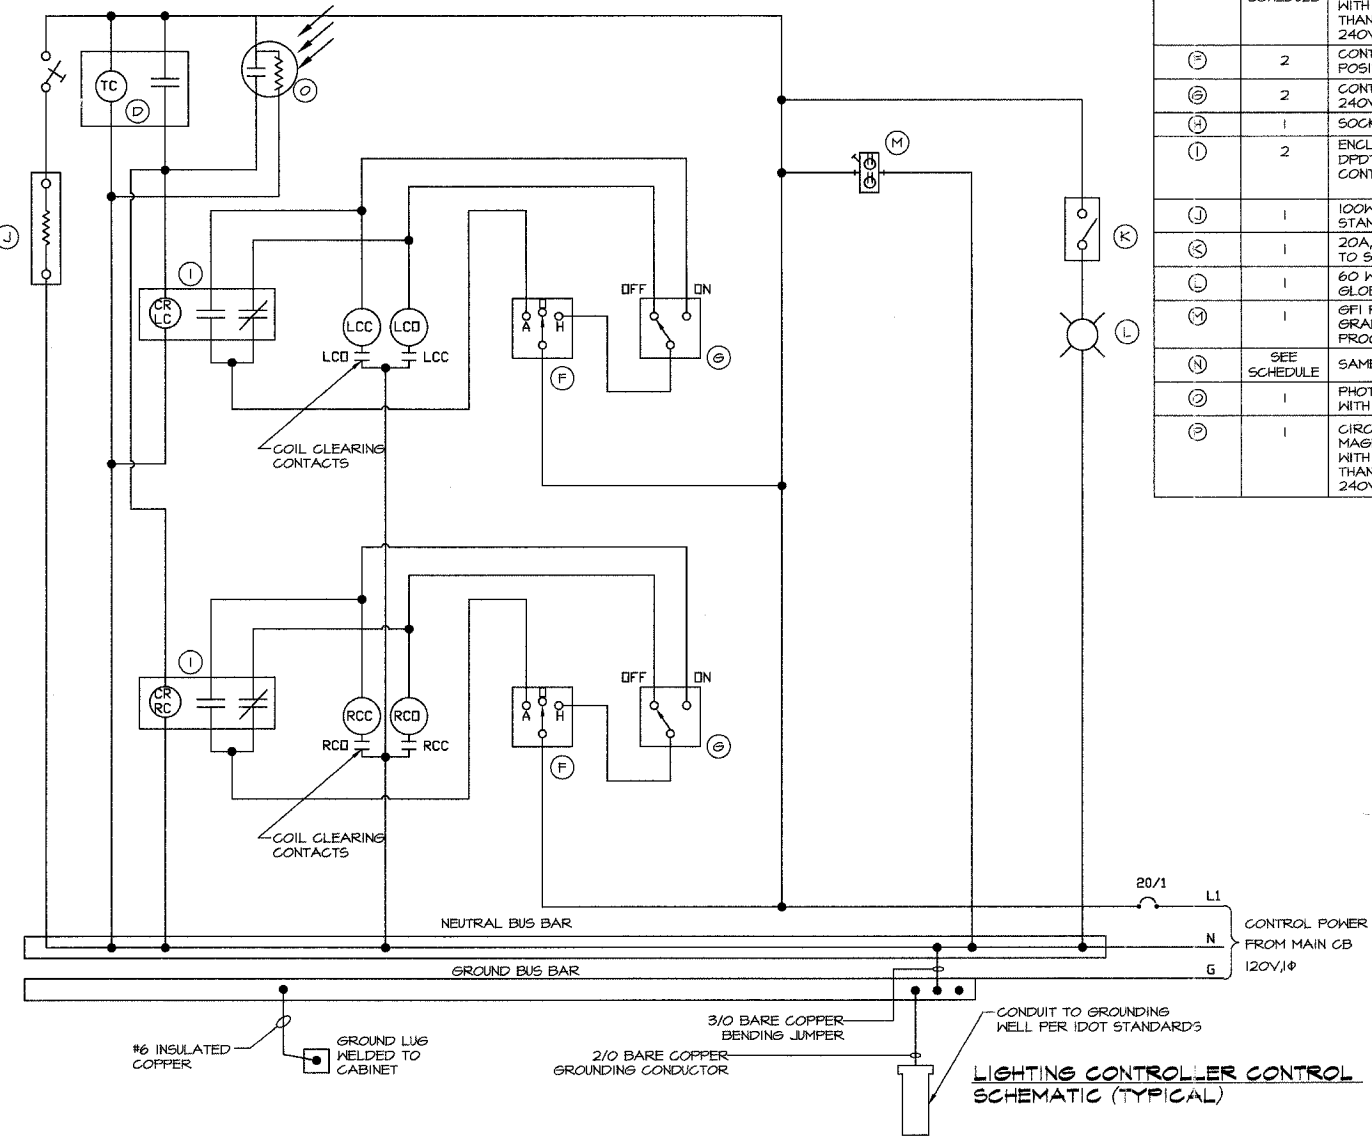 TC
D
O
J
I
CR
LC
LCC
LCO
LCO
LCC
COIL CLEARING
CONTACTS
A
O
H
F
OFF
ON
G
M
K
L
I
CR
RC
RCC
RCO
RCO
RCC
COIL CLEARING
CONTACTS
A
O
H
F
OFF
ON
G
20/1
L1
N
G
CONTROL POWER
FROM MAIN CB
120V,1Φ
NEUTRAL BUS BAR
GROUND BUS BAR
#6 INSULATED
COPPER
GROUND LUG
WELDED TO
CABINET
3/0 BARE COPPER
BENDING JUMPER
2/0 BARE COPPER
GROUNDING CONDUCTOR
CONDUIT TO GROUNDING
WELL PER IDOT STANDARDS
LIGHTING CONTROLLER CONTROL
SCHEMATIC (TYPICAL)
SCHEDULE
WITH
THAN
240V
F 2 CONT
POSI
G 2 CONT
240V
H 1 SOCK
I 2 ENCL
DPDT
CONT
J 1 100W
STAN
K 1 20A,
TO S
L 1 60 W
GLOB
M 1 GFI
GRA
PRO
N SEE SCHEDULE SAME
O 1 PHOT
WITH
P 1 CIRC
MAG
WITH
THAN
240V